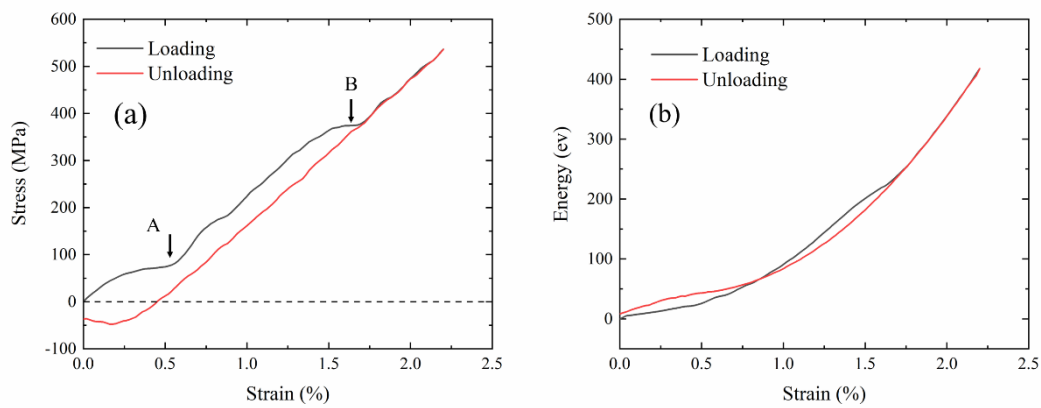 600
500
400
300
200
100
0
-100
Stress (MPa)
Loading
Unloading
(a)
A
B
0.0 0.5 1.0 1.5 2.0 2.5
Strain (%)
500
400
300
200
100
0
Energy (ev)
Loading
Unloading
(b)
0.0 0.5 1.0 1.5 2.0 2.5
Strain (%)